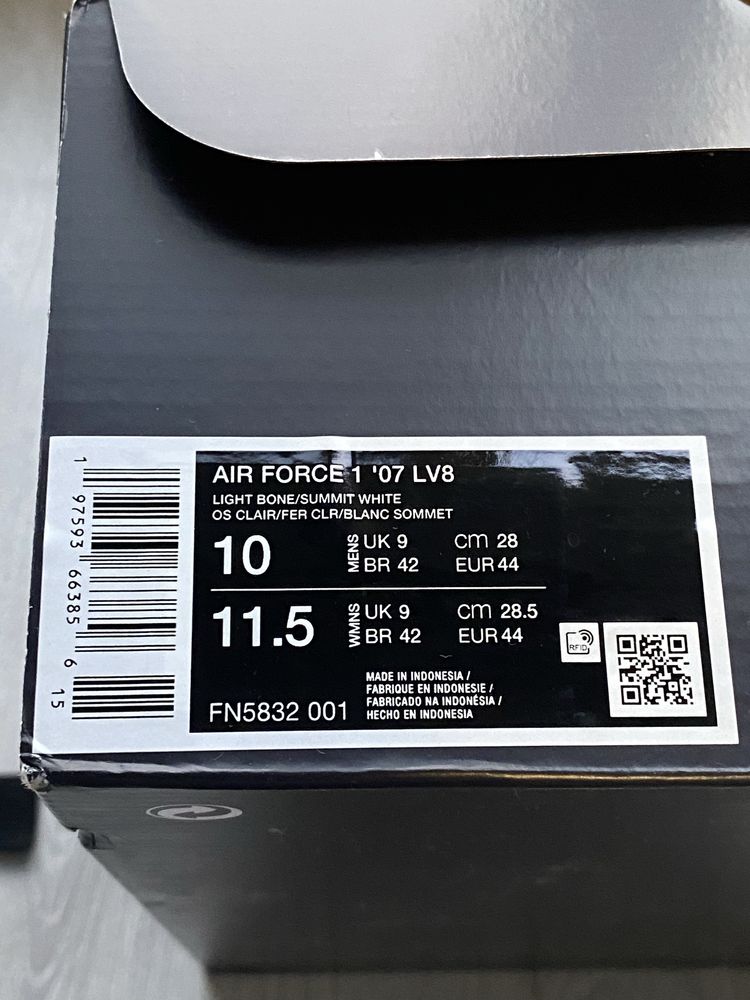 AIR FORCE 1 '07 LV8
LIGHT BONE/SUMMIT WHITE
OS CLAIR/FER CLR/BLANC SOMMET
10 MENS UK 9 CM 28
BR 42 EUR 44
11.5 WMNS UK 9 CM 28.5
BR 42 EUR 44
RFID
FN5832 001
MADE IN INDONESIA /
FABRIQUE EN INDONESIE /
FABRICADO NA INDONÉSIA /
HECHO EN INDONESIA
1 97593 66385 6 15